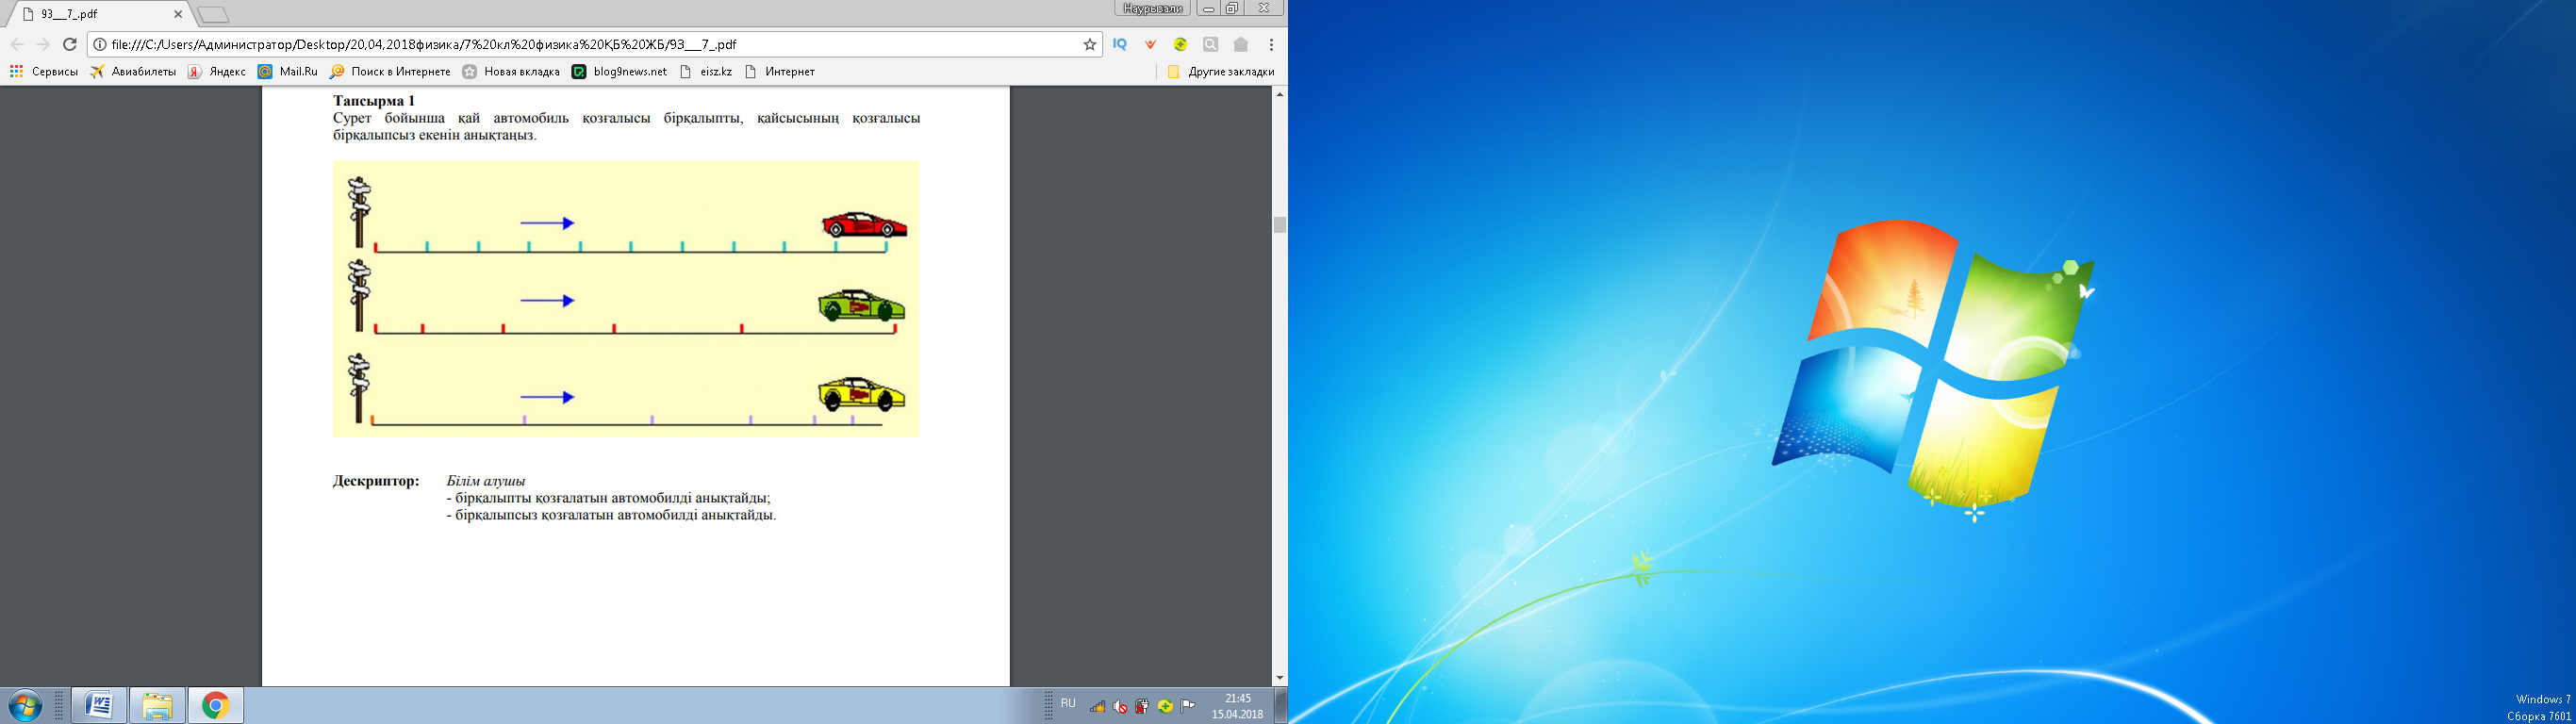 93___7_.pdf
Наурывали
file:///C:/Users/Администратор/Desktop/20,04,2018физика/7%20кл%20физика%20ҚБ%20ЖБ/93___7_.pdf
IQ
Сервисы Авиабилеты Яндекс Mail.Ru Поиск в Интернете Новая вкладка blog9news.net eisz.kz Интернет Другие закладки
Тапсырма 1
Сурет бойынша қай автомобиль қозғалысы бірқалыпты, қайсысының қозғалысы
бірқалыпсыз екенін анықтаңыз.
Дескриптор: Білім алушы
- бірқалыпты қозғалатын автомобилді анықтайды;
- бірқалыпсыз қозғалатын автомобилді анықтайды.
RU
21:45
15.04.2018
Windows 7
Сборка 7601